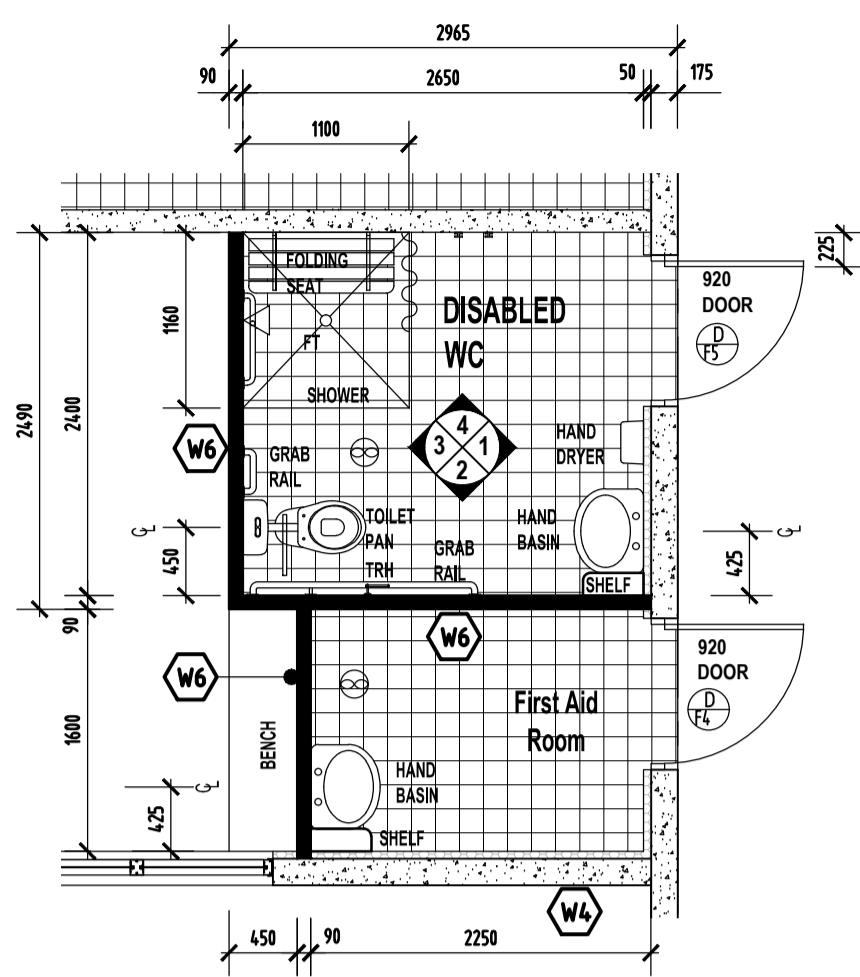 2965
90
2650
50
175
1100
225
FOLDING
SEAT
920
DOOR
D
F5
DISABLED
WC
1160
FT
SHOWER
2490
2400
W6
GRAB
RAIL
4
3
1
2
HAND
DRYER
TOILET
PAN
TRH
GRAB
RAIL
HAND
BASIN
SHELF
CL
450
CL
425
90
W6
920
DOOR
D
F4
W6
First Aid
Room
1600
BENCH
HAND
BASIN
SHELF
CL
425
W4
450
90
2250